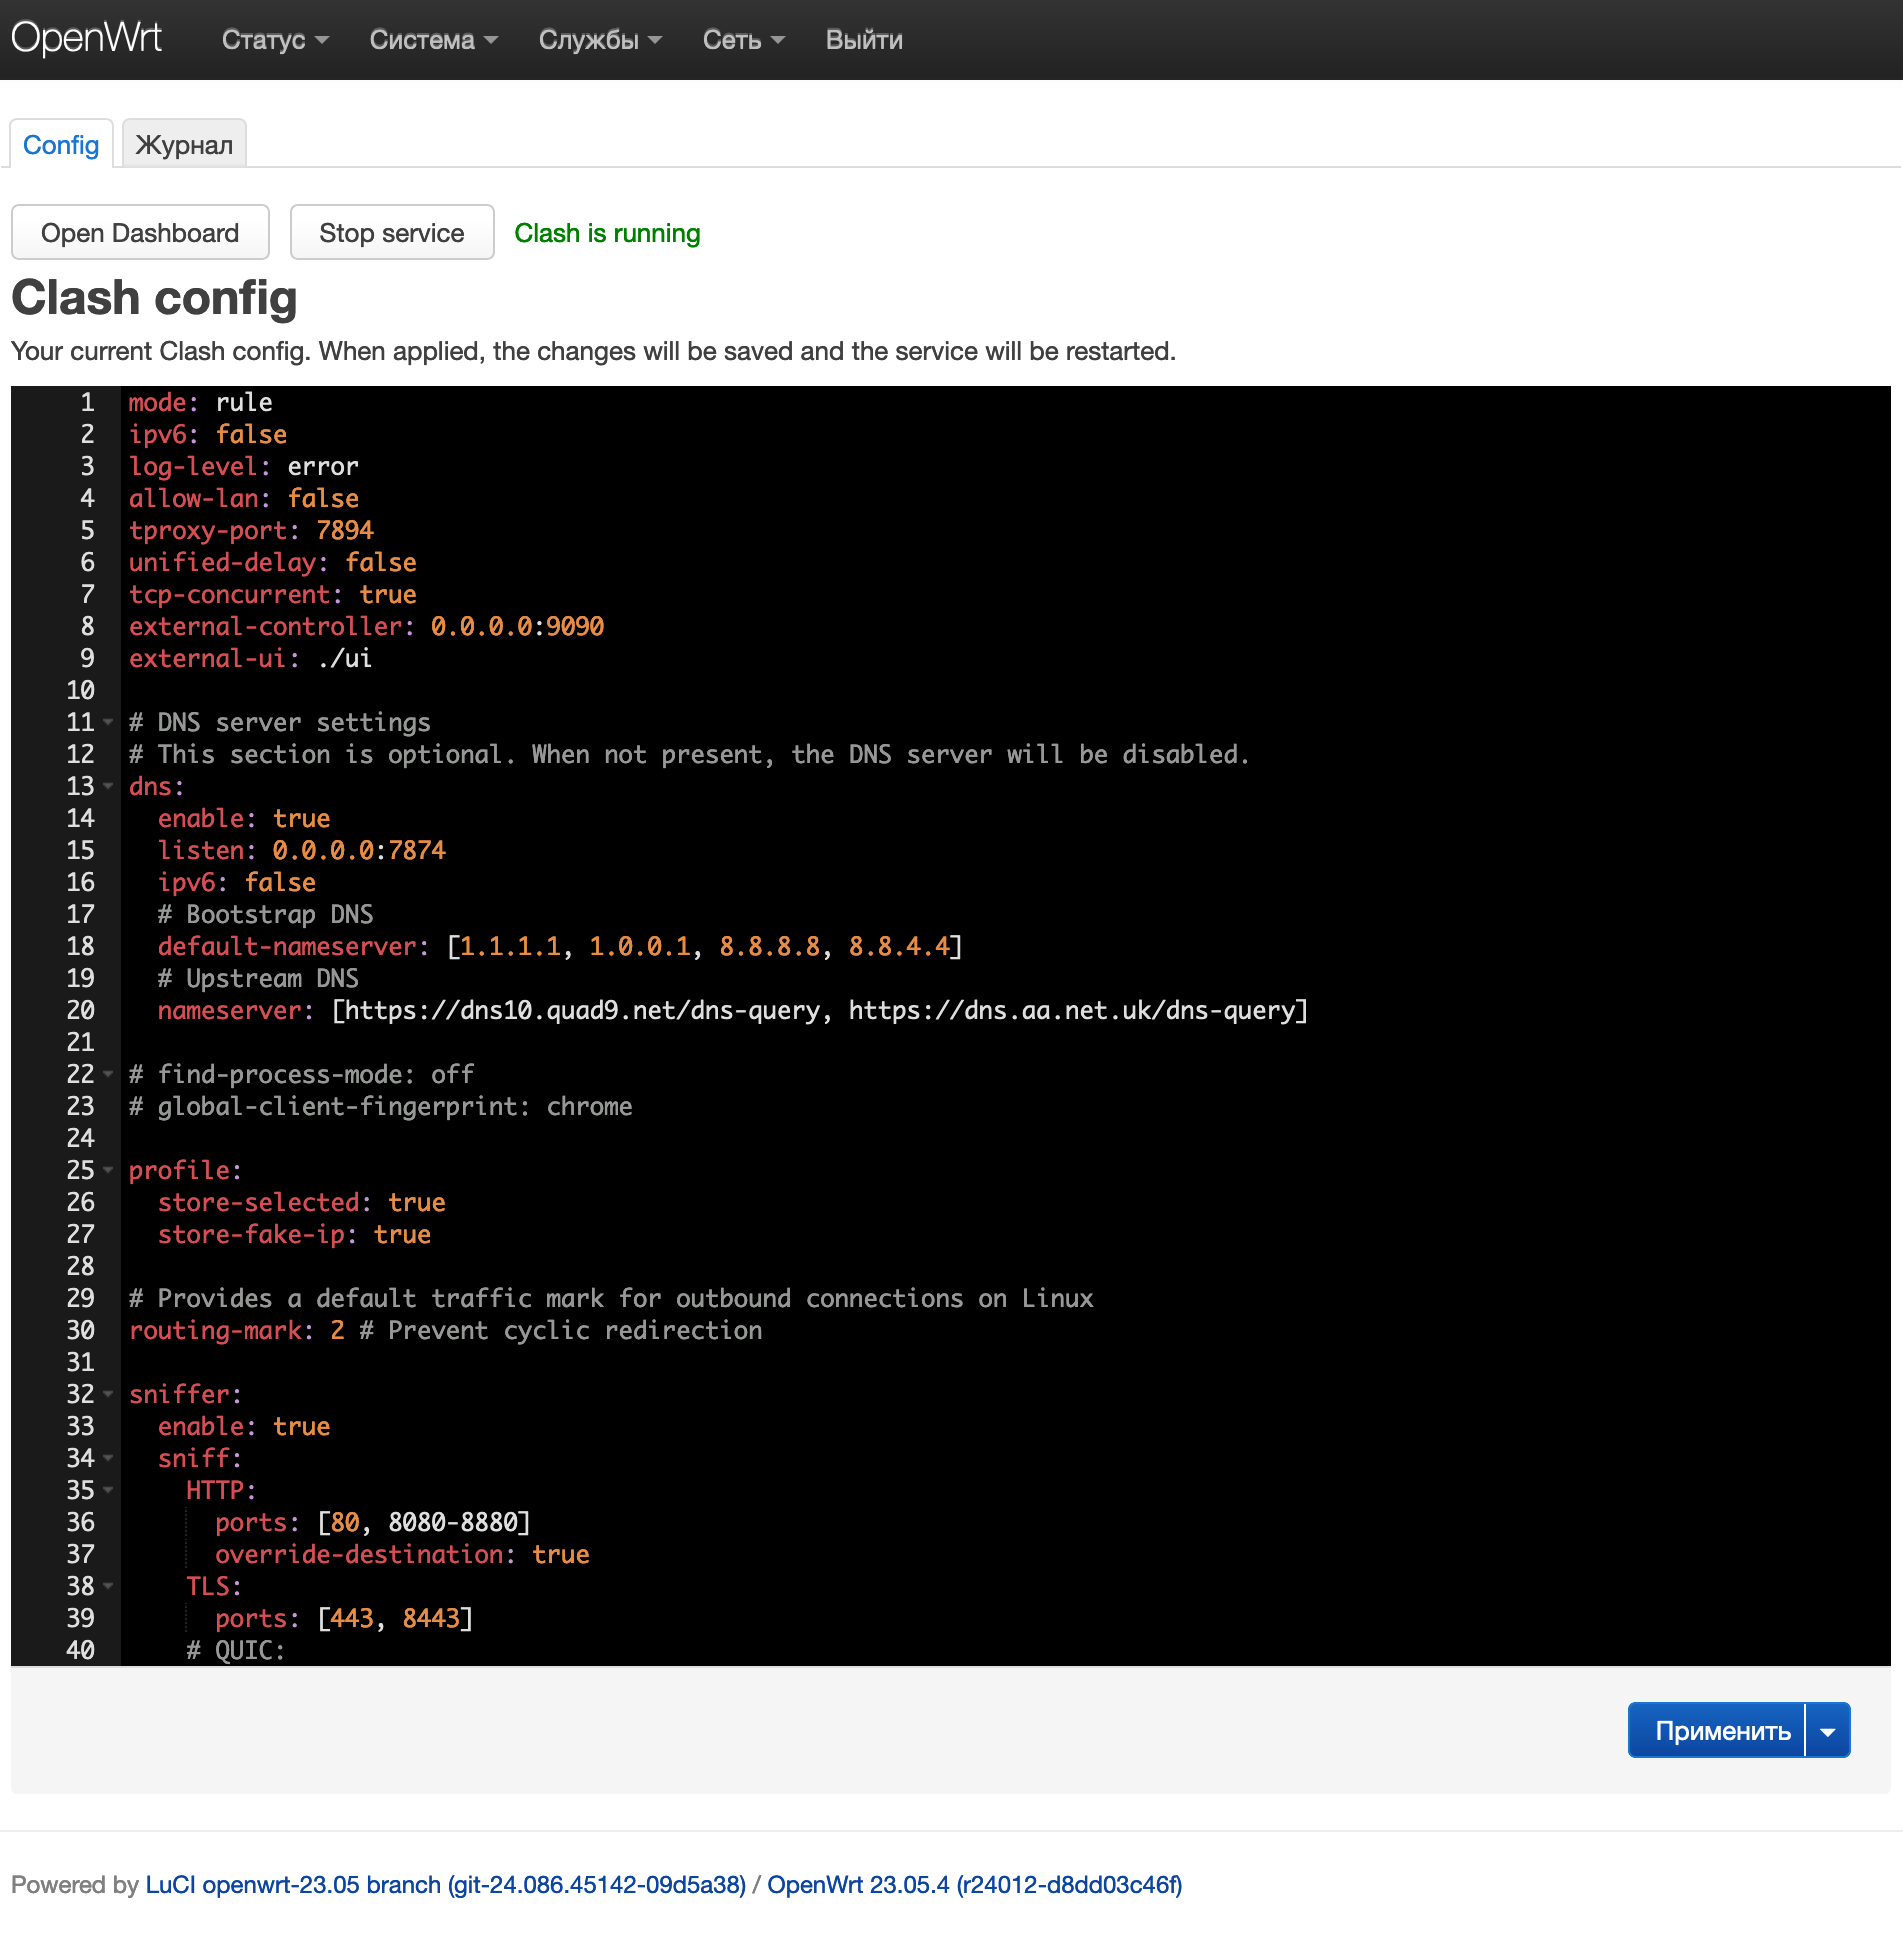 OpenWrt Статус Система Службы Сеть Выйти
Config Журнал
Open Dashboard Stop service Clash is running
Clash config
Your current Clash config. When applied, the changes will be saved and the service will be restarted.
1 mode: rule
2 ipv6: false
3 log-level: error
4 allow-lan: false
5 tproxy-port: 7894
6 unified-delay: false
7 tcp-concurrent: true
8 external-controller: 0.0.0.0:9090
9 external-ui: ./ui
10
11 # DNS server settings
12 # This section is optional. When not present, the DNS server will be disabled.
13 dns:
14   enable: true
15   listen: 0.0.0.0:7874
16   ipv6: false
17   # Bootstrap DNS
18   default-nameserver: [1.1.1.1, 1.0.0.1, 8.8.8.8, 8.8.4.4]
19   # Upstream DNS
20   nameserver: [https://dns10.quad9.net/dns-query, https://dns.aa.net.uk/dns-query]
21
22 # find-process-mode: off
23 # global-client-fingerprint: chrome
24
25 profile:
26   store-selected: true
27   store-fake-ip: true
28
29 # Provides a default traffic mark for outbound connections on Linux
30 routing-mark: 2 # Prevent cyclic redirection
31
32 sniffer:
33   enable: true
34   sniff:
35     HTTP:
36       ports: [80, 8080-8880]
37       override-destination: true
38     TLS:
39       ports: [443, 8443]
40     # QUIC:
Применить
Powered by LuCI openwrt-23.05 branch (git-24.086.45142-09d5a38) / OpenWrt 23.05.4 (r24012-d8dd03c46f)